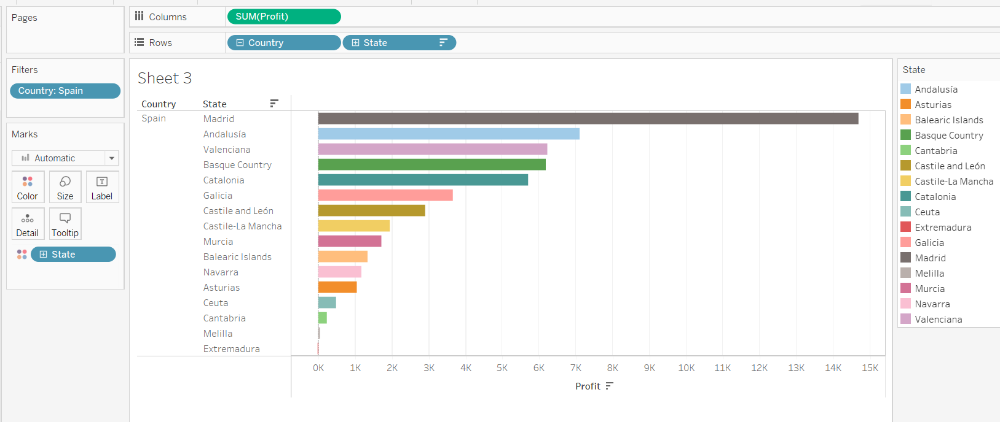 Pages
Columns
SUM(Profit)
Rows
Country
State
Filters
Country: Spain
Marks
Automatic
Color
Size
T
Label
Detail
Tooltip
State
Sheet 3
Country
State
Spain
Madrid
Andalusía
Valenciana
Basque Country
Catalonia
Galicia
Castile and León
Castile-La Mancha
Murcia
Balearic Islands
Navarra
Asturias
Ceuta
Cantabria
Melilla
Extremadura
0K 1K 2K 3K 4K 5K 6K 7K 8K 9K 10K 11K 12K 13K 14K 15K
Profit
State
Andalusía
Asturias
Balearic Islands
Basque Country
Cantabria
Castile and León
Castile-La Mancha
Catalonia
Ceuta
Extremadura
Galicia
Madrid
Melilla
Murcia
Navarra
Valenciana